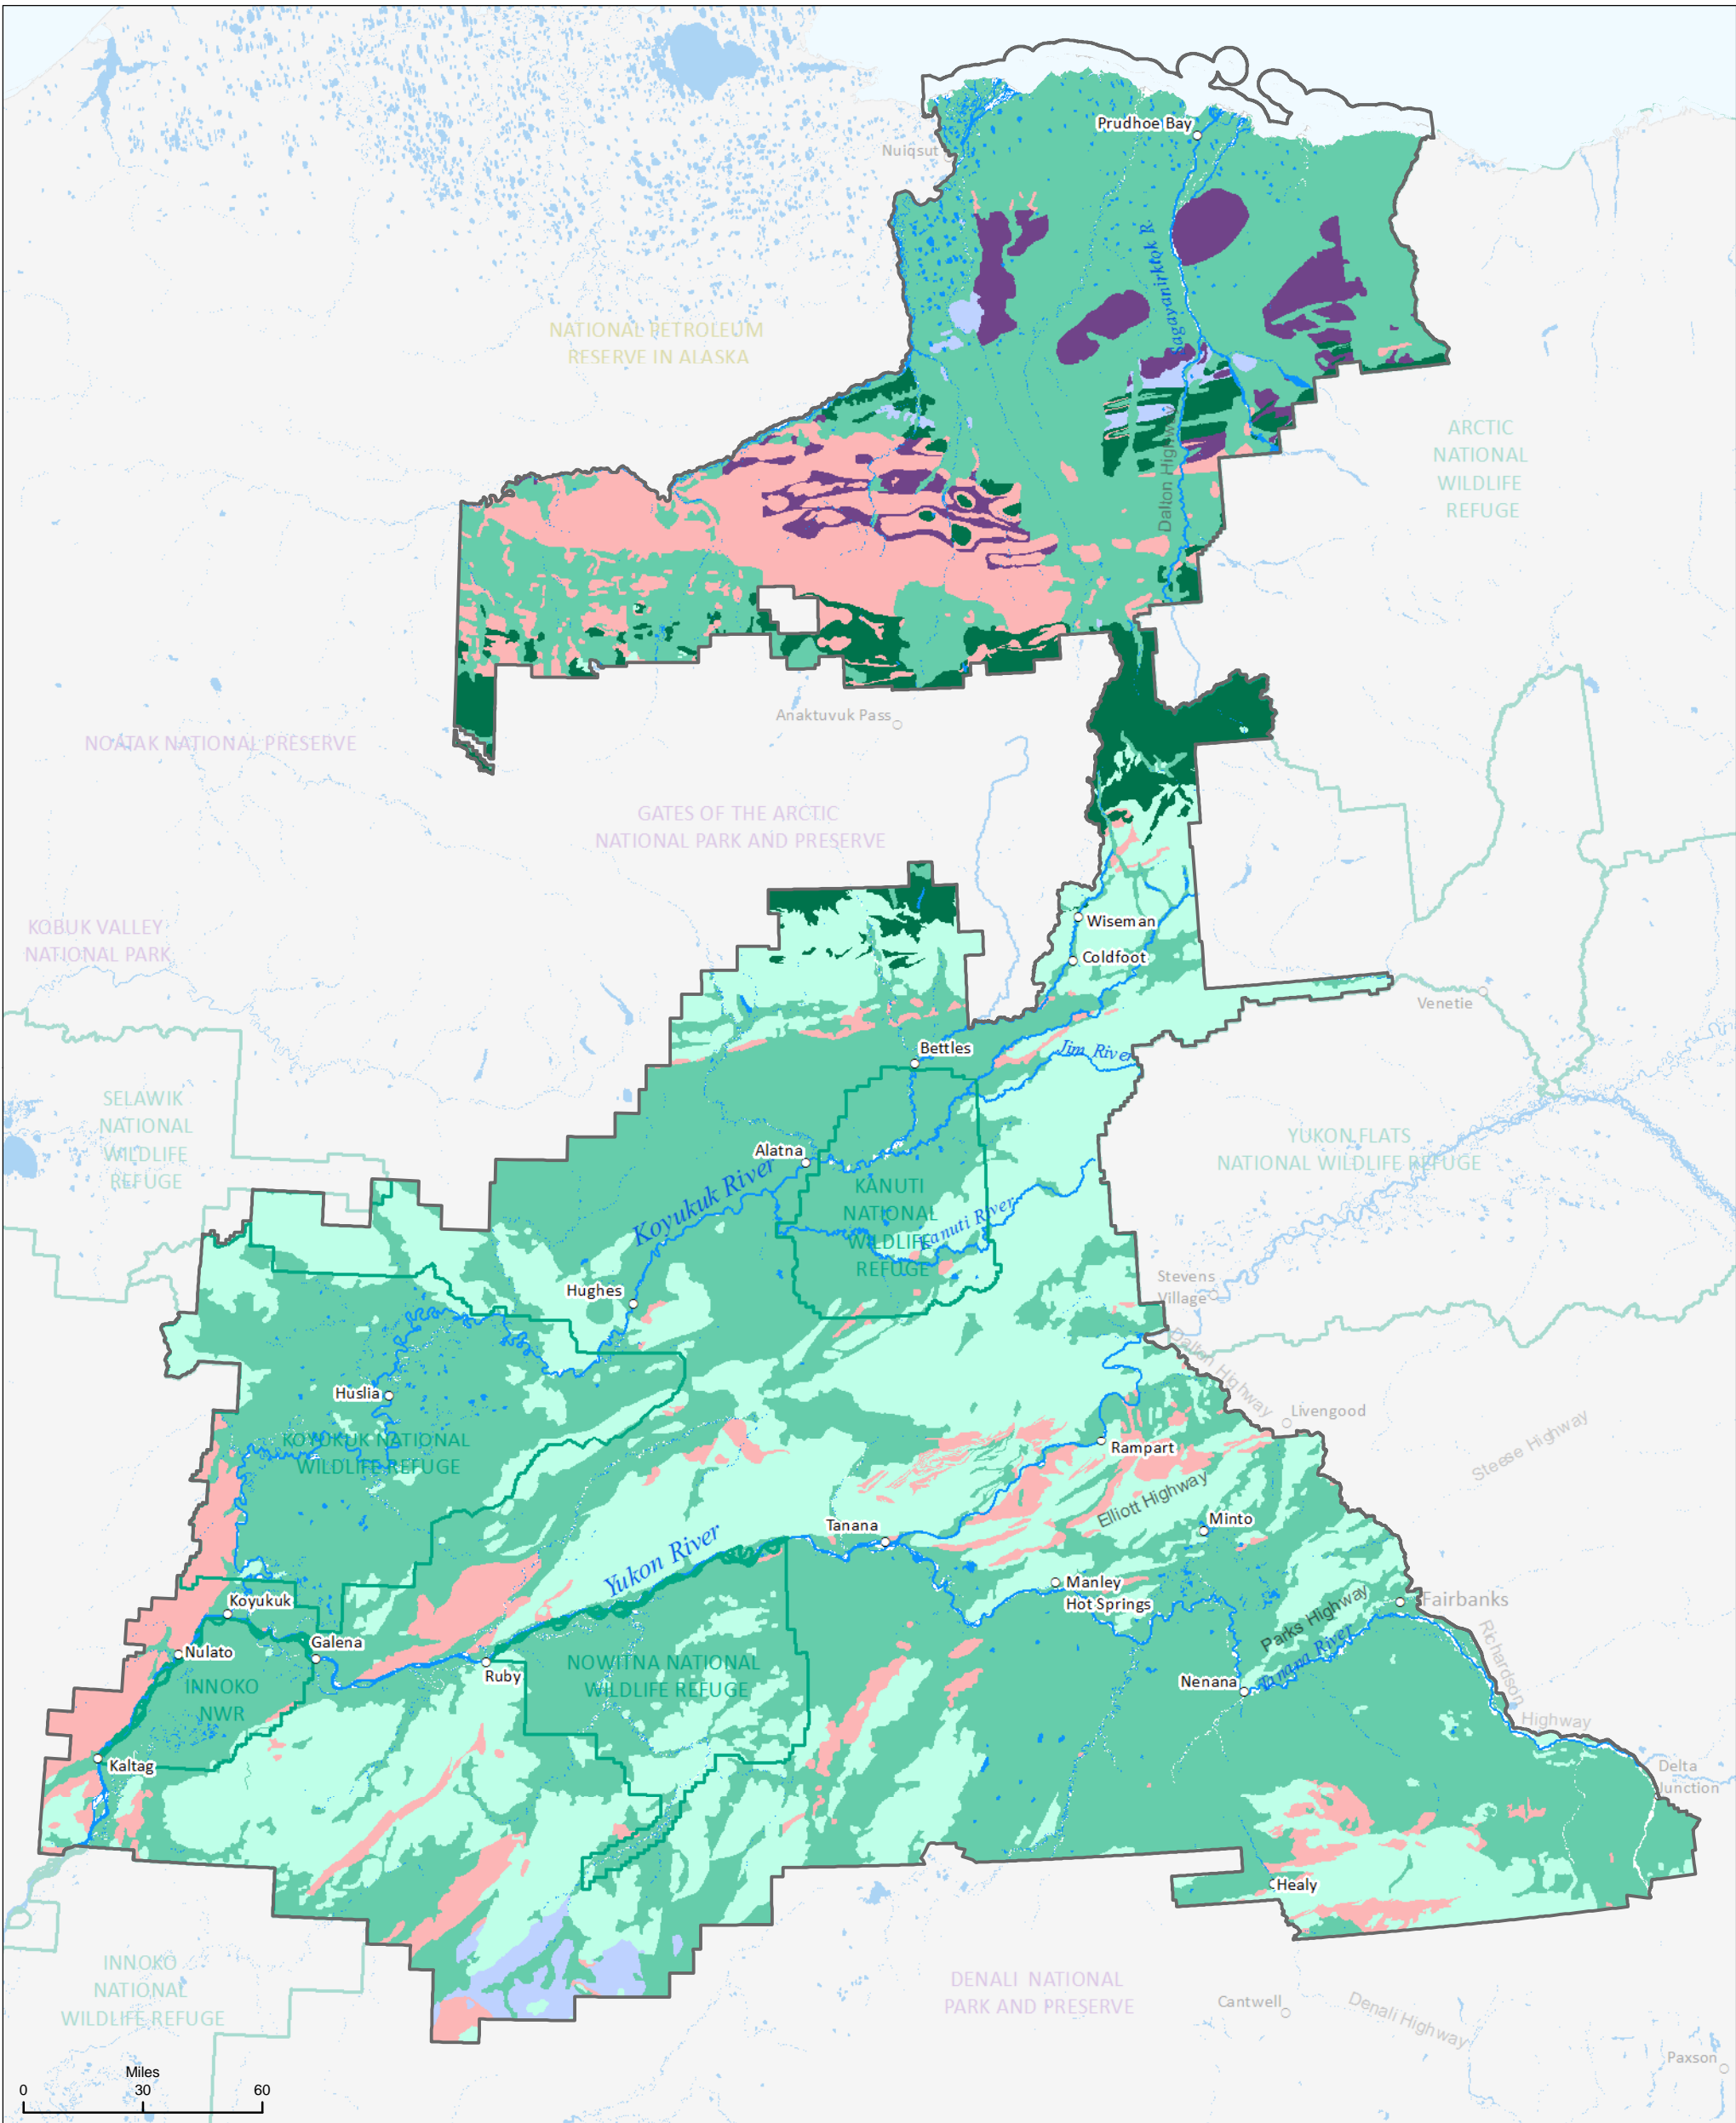 Prudhoe Bay
Nuiqsut
Sagavanirktok R.
NATIONAL PETROLEUM
RESERVE IN ALASKA
ARCTIC
NATIONAL
WILDLIFE
REFUGE
Dalton Highway
Anaktuvuk Pass
NOATAK NATIONAL PRESERVE
GATES OF THE ARCTIC
NATIONAL PARK AND PRESERVE
KOBUK VALLEY
NATIONAL PARK
Wiseman
Coldfoot
Venetie
Bettles
Jim River
SELAWIK
NATIONAL
WILDLIFE
REFUGE
YUKON FLATS
NATIONAL WILDLIFE REFUGE
Alatna
Koyukuk River
KANUTI
NATIONAL
WILDLIFE
REFUGE
Kanuti River
Hughes
Stevens
Village
Dalton Highway
Huslia
Livengood
KOYUKUK NATIONAL
WILDLIFE REFUGE
Rampart
Steese Highway
Elliott Highway
Minto
Tanana
Yukon River
Manley
Hot Springs
Koyukuk
Fairbanks
Parks Highway
Galena
Nulato
Ruby
NOWITNA NATIONAL
WILDLIFE REFUGE
INNOKO
NWR
Tanana River
Richardson
Highway
Nenana
Kaltag
Delta
Junction
Healy
INNOKO
NATIONAL
WILDLIFE REFUGE
DENALI NATIONAL
PARK AND PRESERVE
Cantwell
Denali Highway
Paxson
Miles
0 30 60